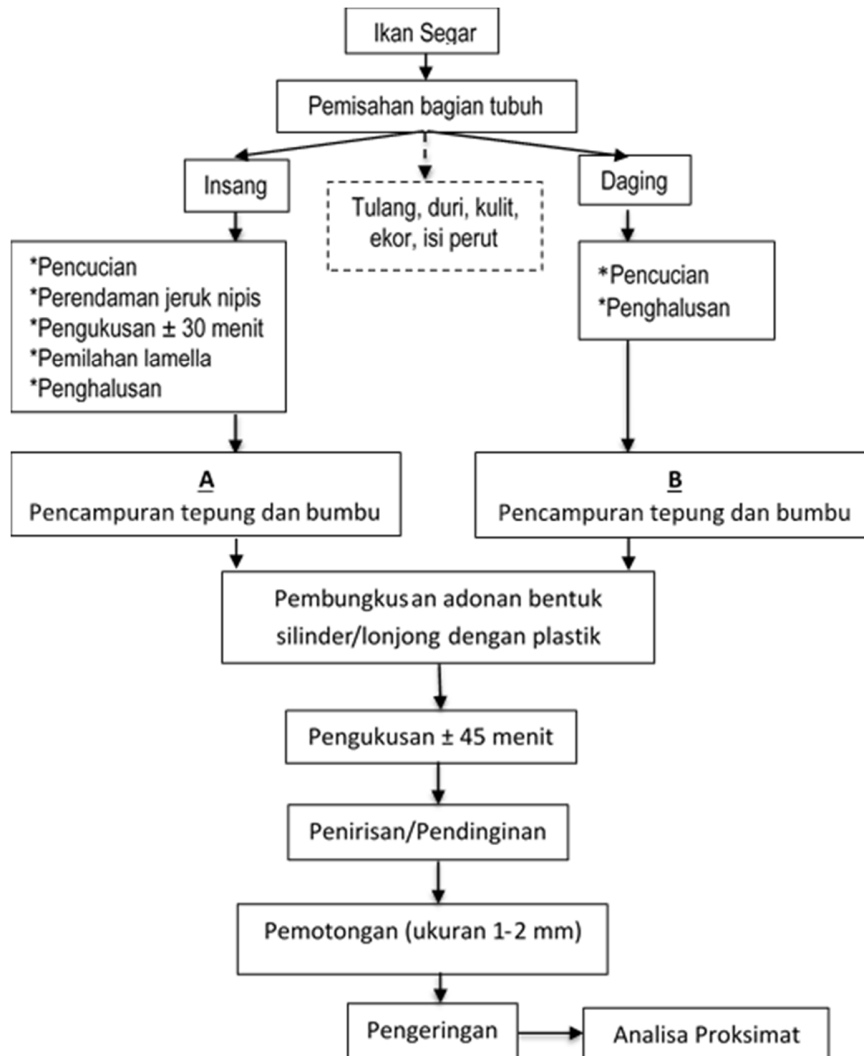 Ikan Segar
Pemisahan bagian tubuh
Insang
Tulang, duri, kulit,
ekor, isi perut
Daging
*Pencucian
*Perendaman jeruk nipis
*Pengukusan ± 30 menit
*Pemilahan lamella
*Penghalusan
*Pencucian
*Penghalusan
A
Pencampuran tepung dan bumbu
B
Pencampuran tepung dan bumbu
Pembungkusan adonan bentuk
silinder/lonjong dengan plastik
Pengukusan ± 45 menit
Penirisan/Pendinginan
Pemotongan (ukuran 1-2 mm)
Pengeringan
Analisa Proksimat